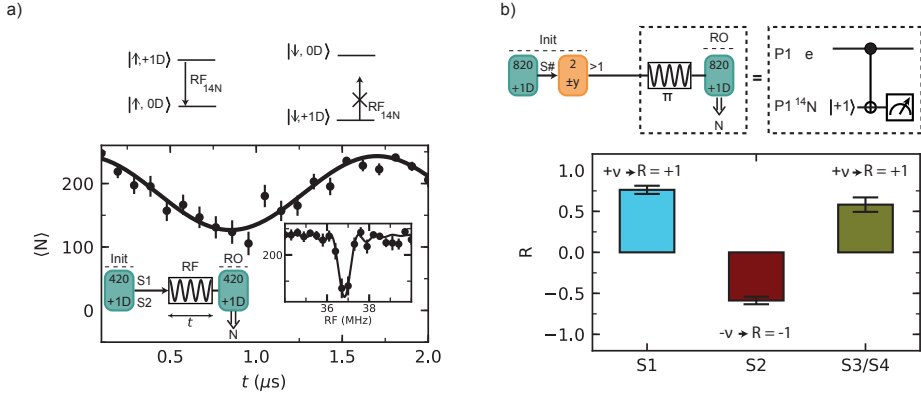 a)
|↑,+1D⟩
RF14N
|↑, 0D⟩
|↓, 0D⟩
RF14N
|↓,+1D⟩
⟨N⟩
200
100
0
Init
420
+1D
S1
S2
RF
t
RO
420
+1D
N
200
36
38
RF (MHz)
0.5
1.0
1.5
2.0
t (μs)
b)
Init
820
+1D
S#
2
±y
>1
π
RO
820
+1D
N
=
P1 e
P1 ¹⁴N
|+1⟩
R
1.0
0.5
0.0
−0.5
−1.0
+ν → R = +1
-ν → R = -1
+ν → R = +1
S1
S2
S3/S4